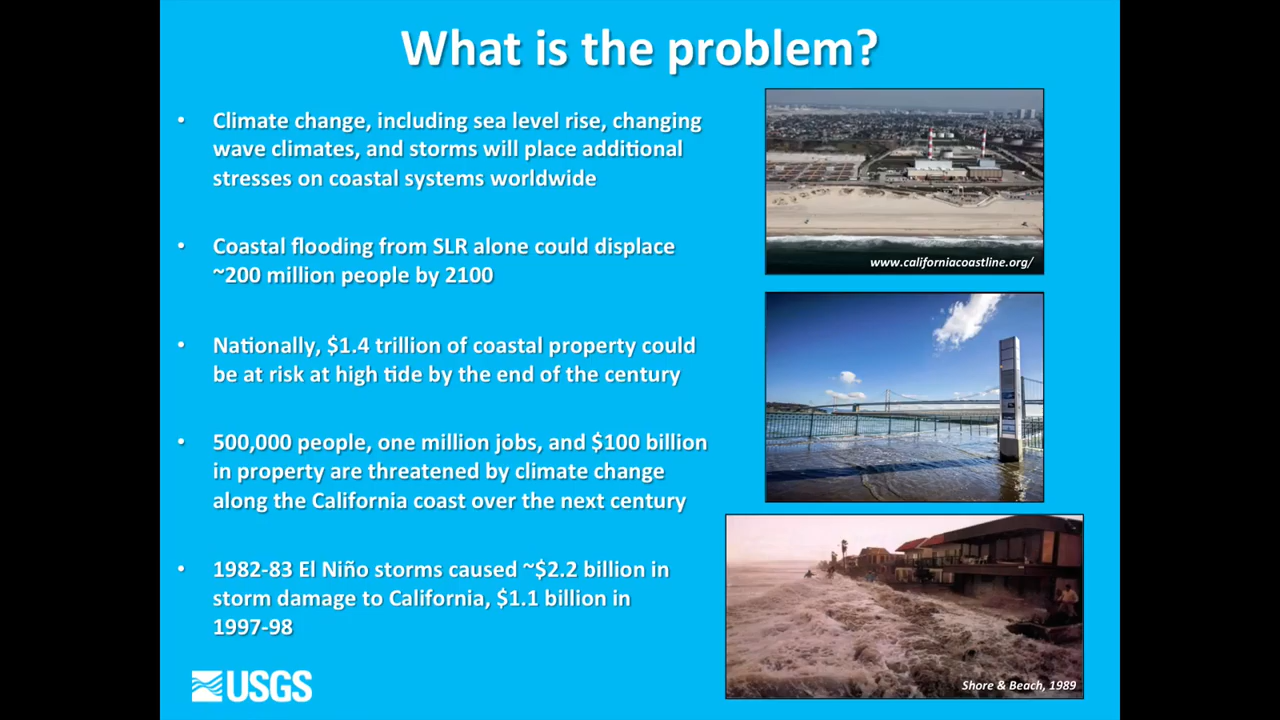 What is the problem?
• Climate change, including sea level rise, changing
wave climates, and storms will place additional
stresses on coastal systems worldwide
• Coastal flooding from SLR alone could displace
~200 million people by 2100
• Nationally, $1.4 trillion of coastal property could
be at risk at high tide by the end of the century
• 500,000 people, one million jobs, and $100 billion
in property are threatened by climate change
along the California coast over the next century
• 1982-83 El Niño storms caused ~$2.2 billion in
storm damage to California, $1.1 billion in
1997-98
www.californiacoastline.org/
Shore & Beach, 1989
USGS